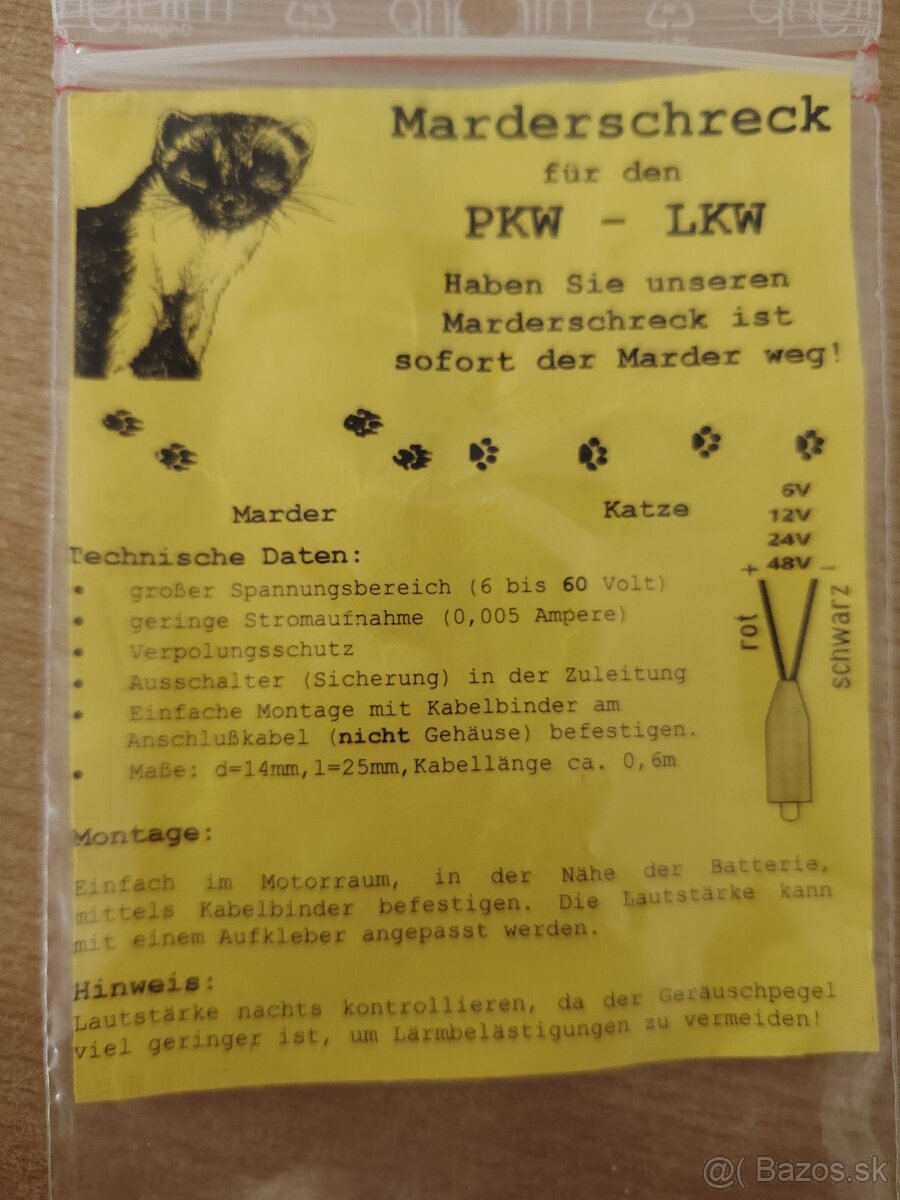 Marderschreck
für den
PKW - LKW
Haben Sie unseren
Marderschreck ist
sofort der Marder weg!
Marder
Katze
6V
12V
24V
+ 48V -
rot
schwarz
Technische Daten:
• großer Spannungsbereich (6 bis 60 Volt)
• geringe Stromaufnahme (0,005 Ampere)
• Verpolungsschutz
• Ausschalter (Sicherung) in der Zuleitung
• Einfache Montage mit Kabelbinder am
Anschlußkabel (nicht Gehäuse) befestigen.
• Maße: d=14mm,l=25mm,Kabellänge ca. 0,6m
Montage:
Einfach im Motorraum, in der Nähe der Batterie,
mittels Kabelbinder befestigen. Die Lautstärke kann
mit einem Aufkleber angepasst werden.
Hinweis:
Lautstärke nachts kontrollieren, da der Geräuschpegel
viel geringer ist, um Lärmbelästigungen zu vermeiden!
@( Bazos.sk